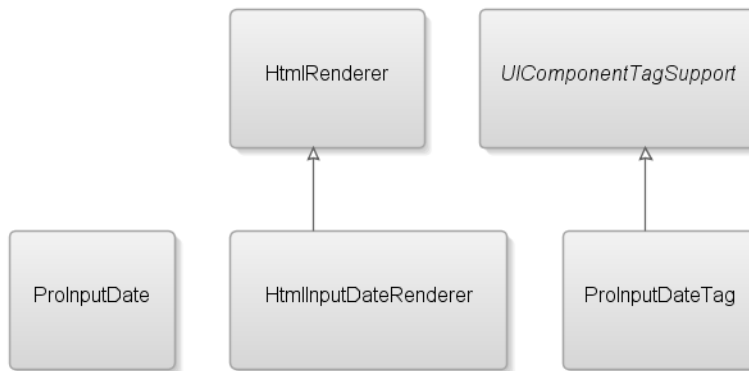 HtmlRenderer
UIComponentTagSupport
ProInputDate
HtmlInputDateRenderer
ProInputDateTag